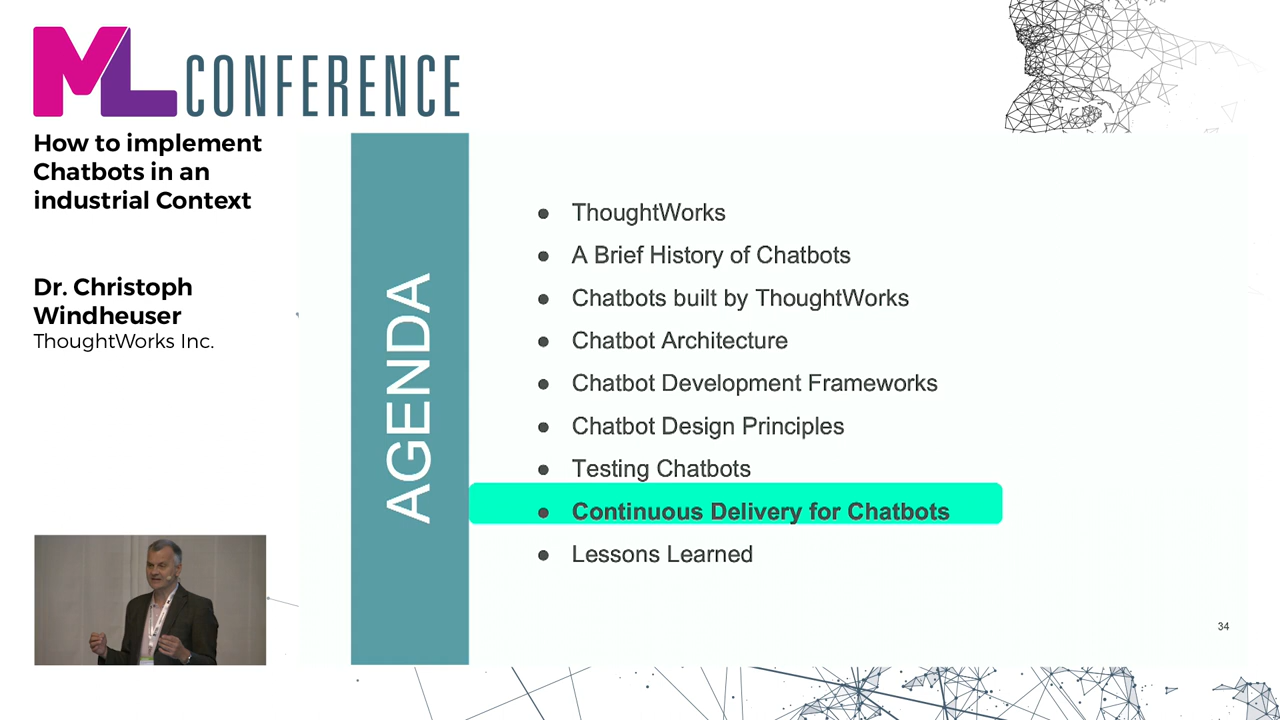 ML CONFERENCE
How to implement
Chatbots in an
industrial Context
Dr. Christoph
Windheuser
ThoughtWorks Inc.
AGENDA
● ThoughtWorks
● A Brief History of Chatbots
● Chatbots built by ThoughtWorks
● Chatbot Architecture
● Chatbot Development Frameworks
● Chatbot Design Principles
● Testing Chatbots
● Continuous Delivery for Chatbots
● Lessons Learned
34